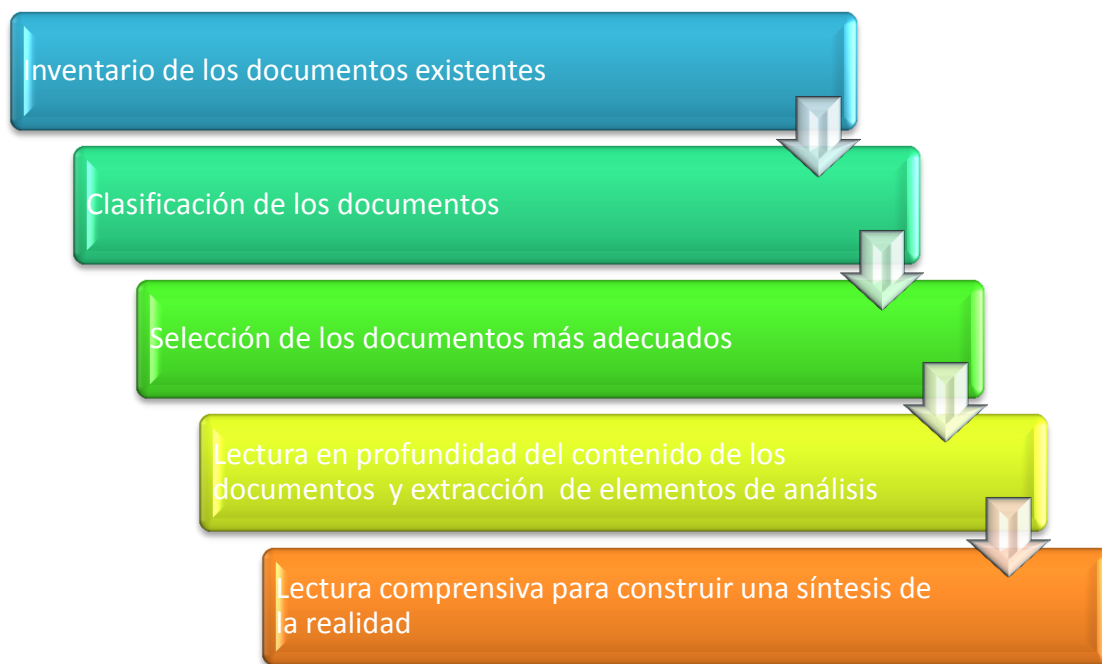 Inventario de los documentos existentes
Clasificación de los documentos
Selección de los documentos más adecuados
Lectura en profundidad del contenido de los
documentos y extracción de elementos de análisis
Lectura comprensiva para construir una síntesis de
la realidad